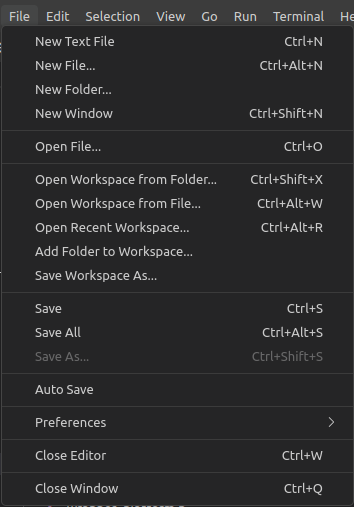 File Edit Selection View Go Run Terminal Help
New Text File Ctrl+N
New File... Ctrl+Alt+N
New Folder...
New Window Ctrl+Shift+N
Open File... Ctrl+O
Open Workspace from Folder... Ctrl+Shift+X
Open Workspace from File... Ctrl+Alt+W
Open Recent Workspace... Ctrl+Alt+R
Add Folder to Workspace...
Save Workspace As...
Save Ctrl+S
Save All Ctrl+Alt+S
Save As... Ctrl+Shift+S
Auto Save
Preferences
Close Editor Ctrl+W
Close Window Ctrl+Q